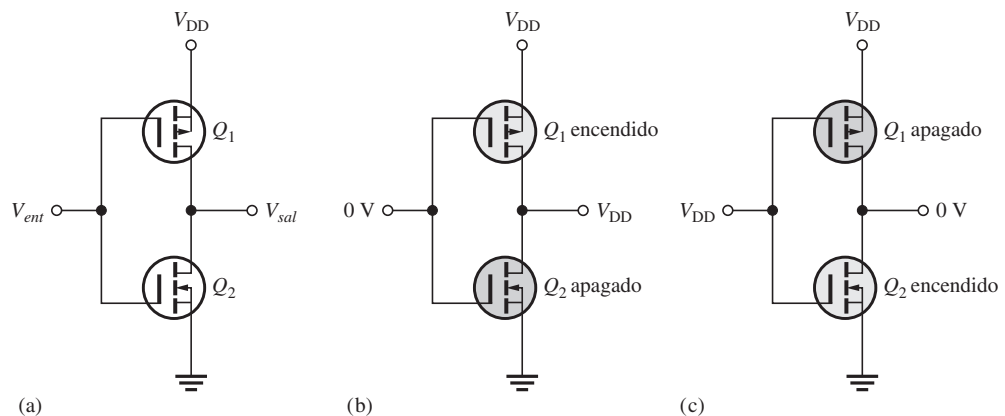 V_DD
Q_1
V_ent
V_sal
Q_2
(a)
V_DD
Q_1 encendido
0 V
V_DD
Q_2 apagado
(b)
V_DD
Q_1 apagado
V_DD
0 V
Q_2 encendido
(c)